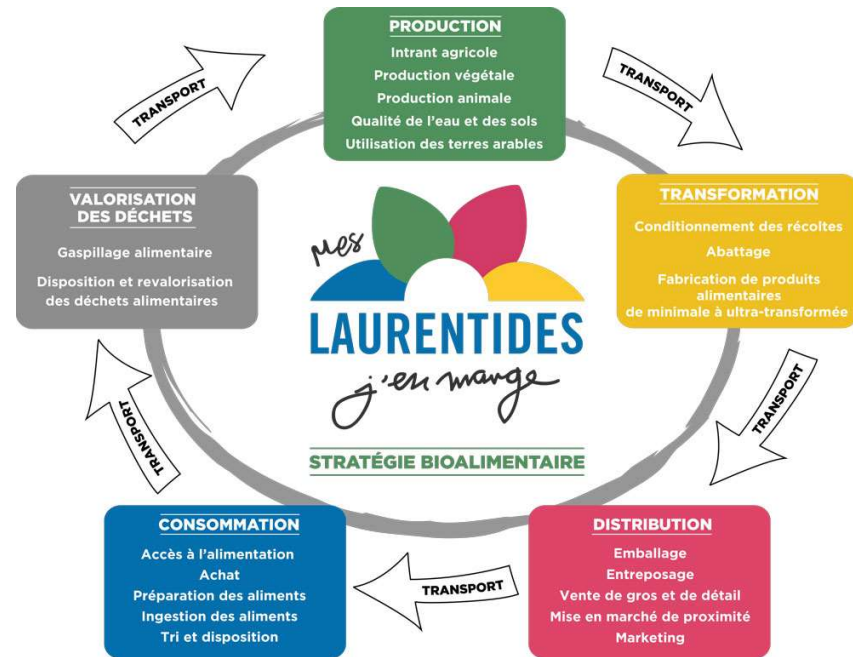 PRODUCTION
Intrant agricole
Production végétale
Production animale
Qualité de l'eau et des sols
Utilisation des terres arables
TRANSPORT
TRANSFORMATION
Conditionnement des récoltes
Abattage
Fabrication de produits
alimentaires
de minimale à ultra-transformée
TRANSPORT
DISTRIBUTION
Emballage
Entreposage
Vente de gros et de détail
Mise en marché de proximité
Marketing
TRANSPORT
CONSOMMATION
Accès à l'alimentation
Achat
Préparation des aliments
Ingestion des aliments
Tri et disposition
TRANSPORT
VALORISATION
DES DÉCHETS
Gaspillage alimentaire
Disposition et revalorisation
des déchets alimentaires
TRANSPORT
mes
LAURENTIDES
j'en mange
STRATÉGIE BIOALIMENTAIRE